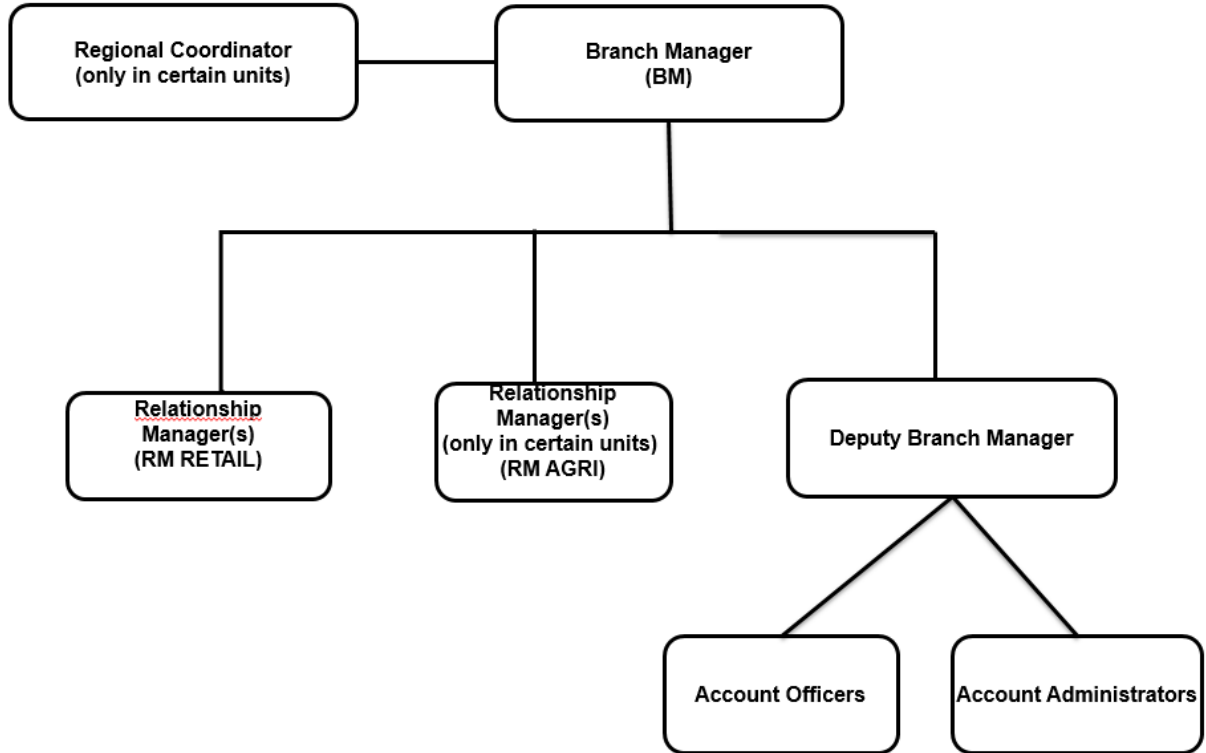 Regional Coordinator
(only in certain units)
Branch Manager
(BM)
Relationship
Manager(s)
(RM RETAIL)
Relationship
Manager(s)
(only in certain units)
(RM AGRI)
Deputy Branch Manager
Account Officers
Account Administrators